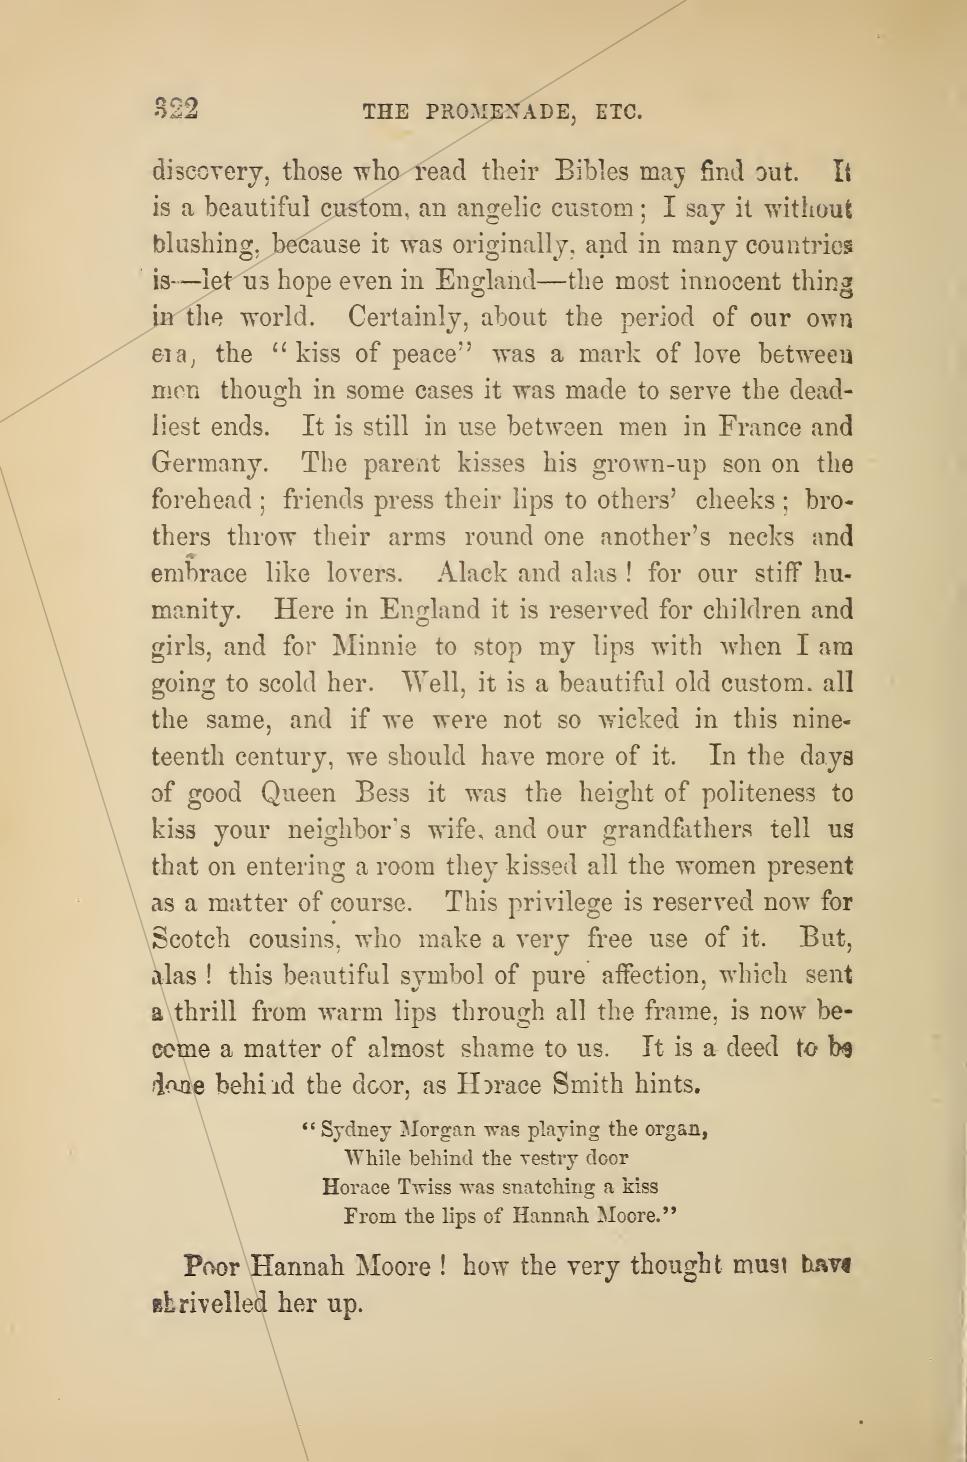 322 THE PROMENADE, ETC.
discovery, those who read their Bibles may find out. It
is a beautiful custom, an angelic custom; I say it without
blushing, because it was originally, and in many countries
is—let us hope even in England—the most innocent thing
in the world. Certainly, about the period of our own
era, the “kiss of peace” was a mark of love between
men though in some cases it was made to serve the dead-
liest ends. It is still in use between men in France and
Germany. The parent kisses his grown-up son on the
forehead; friends press their lips to others’ cheeks; bro-
thers throw their arms round one another’s necks and
embrace like lovers. Alack and alas! for our stiff hu-
manity. Here in England it is reserved for children and
girls, and for Minnie to stop my lips with when I am
going to scold her. Well, it is a beautiful old custom. all
the same, and if we were not so wicked in this nine-
teenth century, we should have more of it. In the days
of good Queen Bess it was the height of politeness to
kiss your neighbor's wife, and our grandfathers tell us
that on entering a room they kissed all the women present
as a matter of course. This privilege is reserved now for
Scotch cousins, who make a very free use of it. But,
alas! this beautiful symbol of pure affection, which sent
a thrill from warm lips through all the frame, is now be-
come a matter of almost shame to us. It is a deed to be
done behind the door, as Horace Smith hints.
“Sydney Morgan was playing the organ,
While behind the vestry door
Horace Twiss was snatching a kiss
From the lips of Hannah Moore.”
Poor Hannah Moore! how the very thought must have
shrivelled her up.